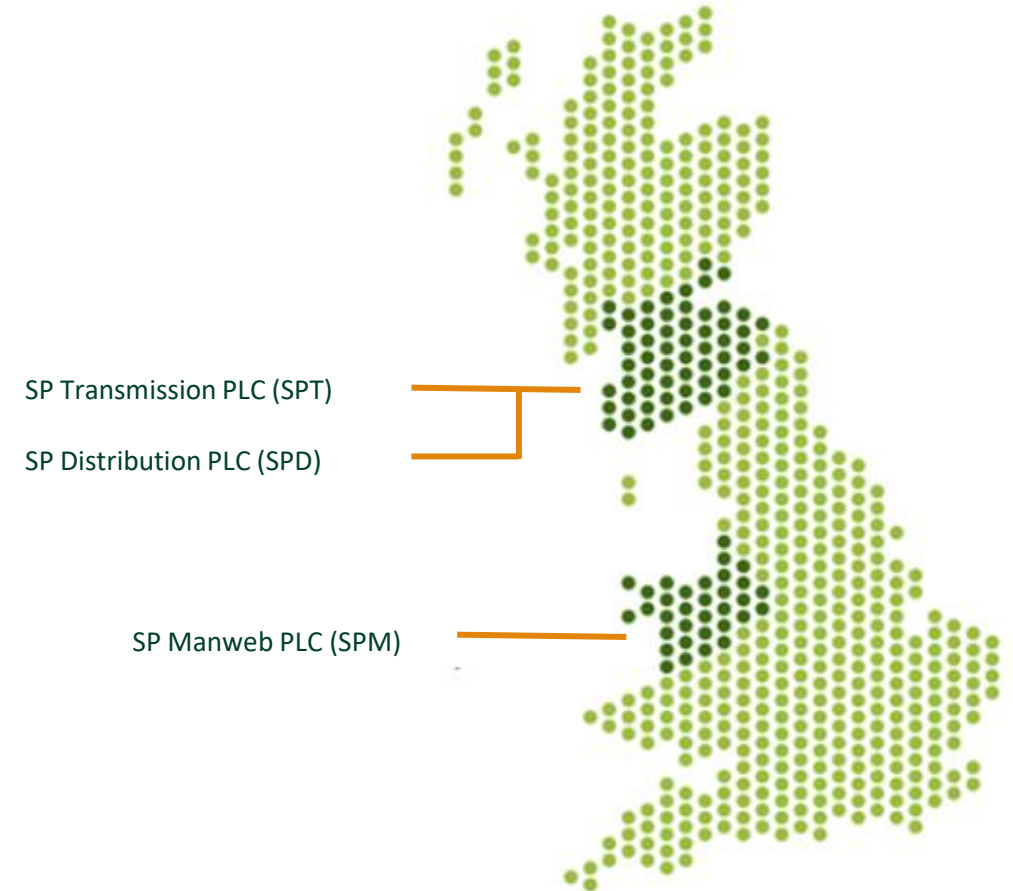 SP Transmission PLC (SPT)
SP Distribution PLC (SPD)
SP Manweb PLC (SPM)